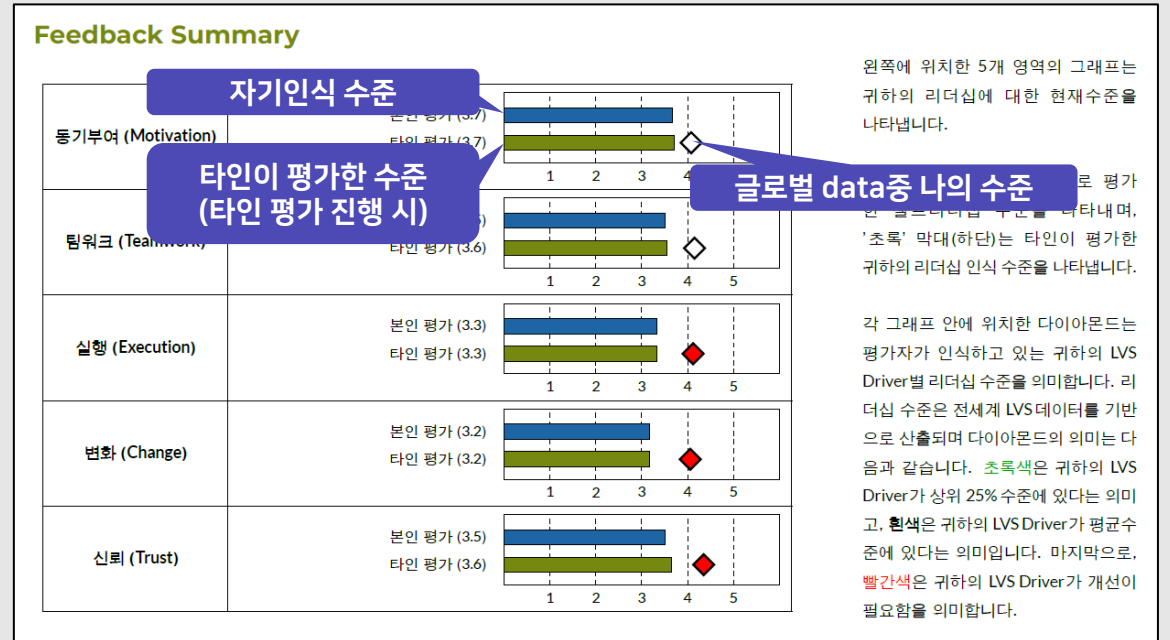 Feedback Summary
자기인식 수준
본인 평가 (3.7)
동기부여 (Motivation)
타인 평가 (3.7)
1 2 3 4
타인이 평가한 수준
(타인 평가 진행 시)
글로벌 data중 나의 수준
팀워크 (Teamwork)
타인 평가 (3.6)
1 2 3 4 5
실행 (Execution)
본인 평가 (3.3)
타인 평가 (3.3)
1 2 3 4 5
변화 (Change)
본인 평가 (3.2)
타인 평가 (3.2)
1 2 3 4 5
신뢰 (Trust)
본인 평가 (3.5)
타인 평가 (3.6)
1 2 3 4 5
왼쪽에 위치한 5개 영역의 그래프는
귀하의 리더십에 대한 현재수준을
나타냅니다.
로 평가
나타내며,
'초록' 막대(하단)는 타인이 평가한
귀하의 리더십 인식 수준을 나타냅니다.
각 그래프 안에 위치한 다이아몬드는
평가자가 인식하고 있는 귀하의 LVS
Driver별 리더십 수준을 의미합니다. 리
더십 수준은 전세계 LVS 데이터를 기반
으로 산출되며 다이아몬드의 의미는 다
음과 같습니다. 초록색은 귀하의 LVS
Driver가 상위 25% 수준에 있다는 의미
고, 흰색은 귀하의 LVS Driver가 평균수
준에 있다는 의미입니다. 마지막으로,
빨간색은 귀하의 LVS Driver가 개선이
필요함을 의미합니다.